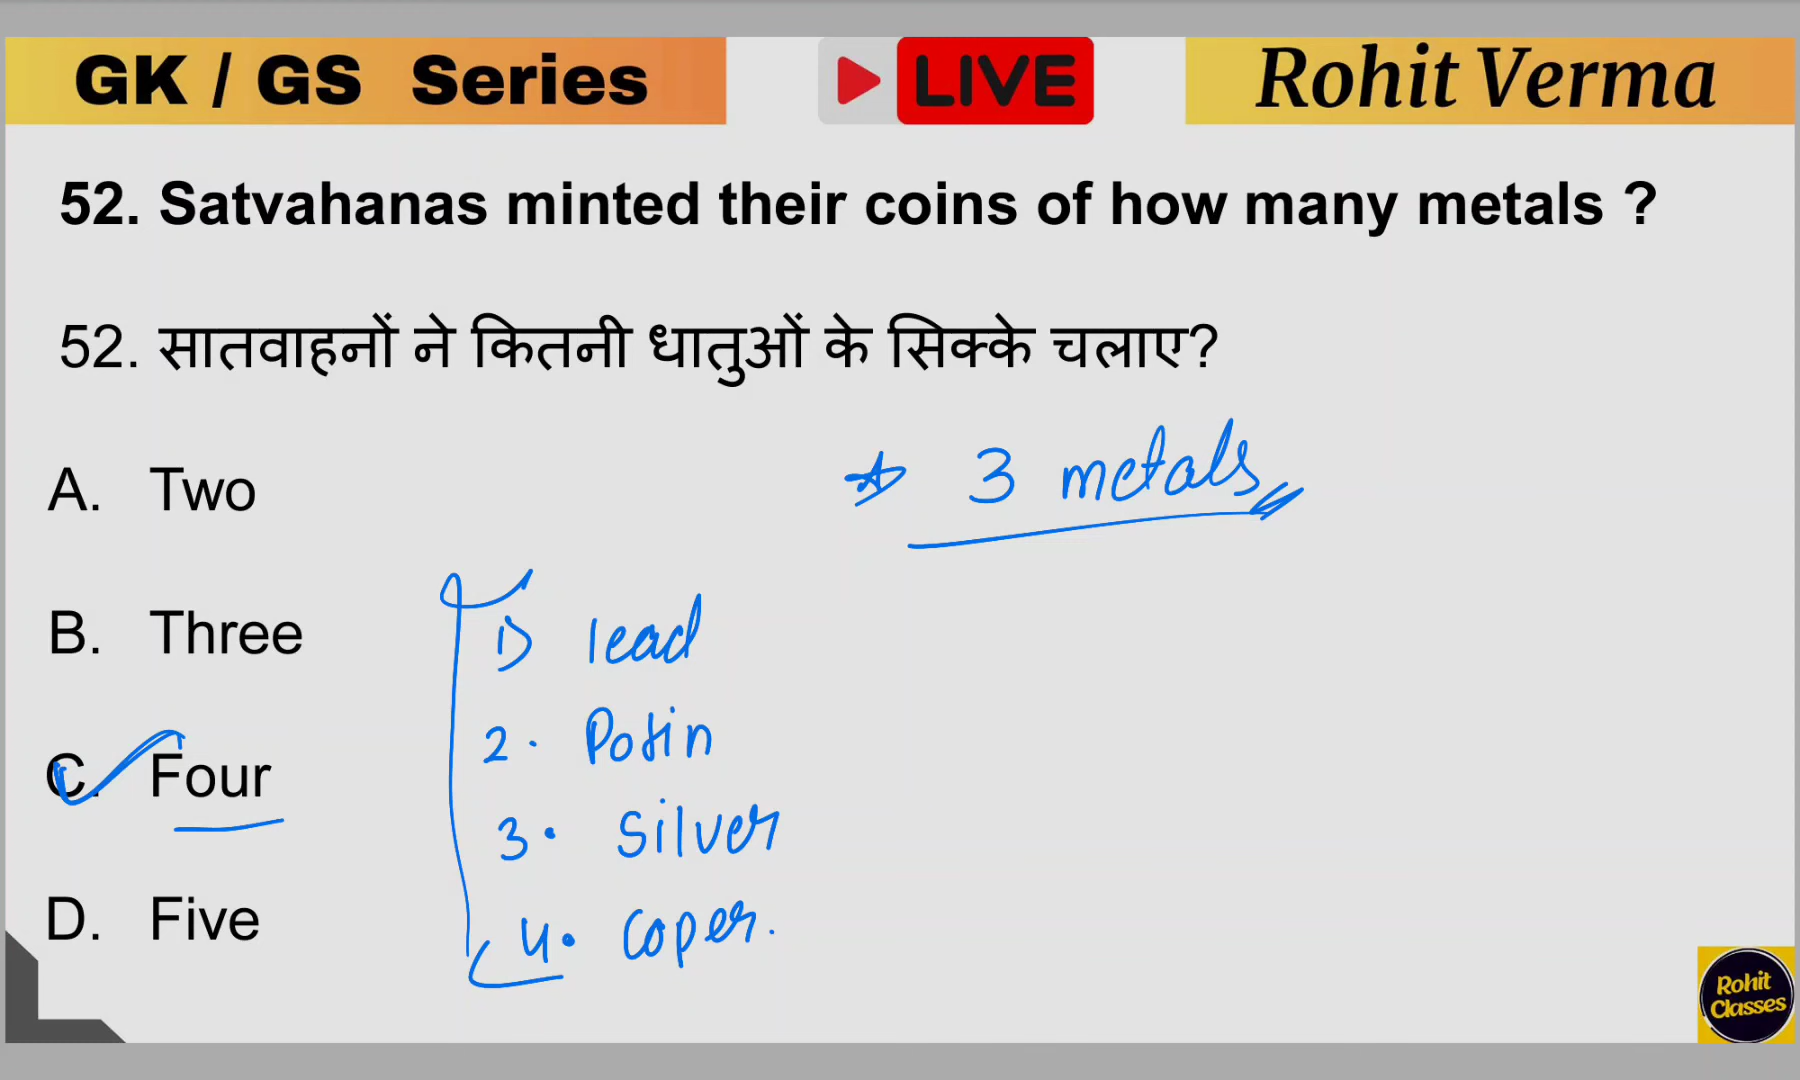 GK / GS Series
LIVE
Rohit Verma
52. Satvahanas minted their coins of how many metals ?
52. सातवाहनों ने कितनी धातुओं के सिक्के चलाए?
3 metals
A. Two
B. Three
C. Four
D. Five
1) lead
2. Potin
3. Silver
4. Coper.
Rohit
Classes